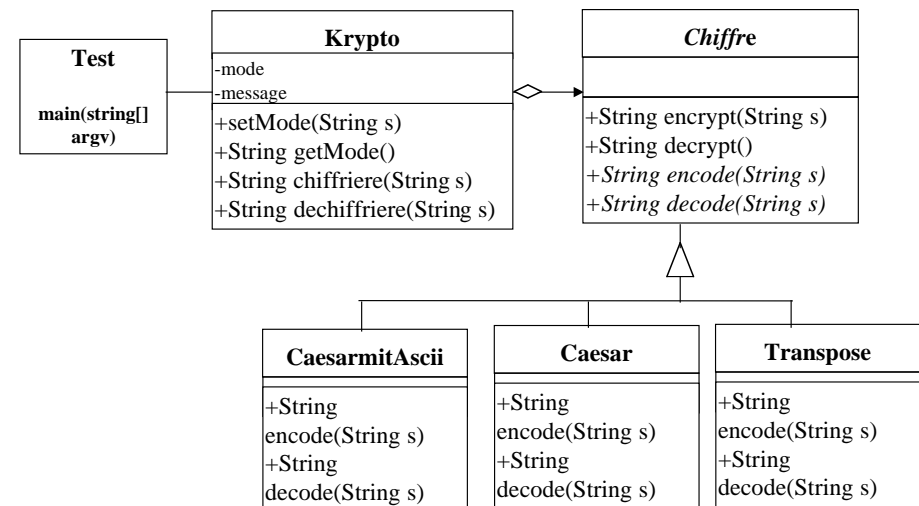 Test
main(string[]
argv)
Krypto
-mode
-message
+setMode(String s)
+String getMode()
+String chiffriere(String s)
+String dechiffriere(String s)
Chiffre
+String encrypt(String s)
+String decrypt()
+String encode(String s)
+String decode(String s)
CaesarmitAscii
+String
encode(String s)
+String
decode(String s)
Caesar
+String
encode(String s)
+String
decode(String s)
Transpose
+String
encode(String s)
+String
decode(String s)